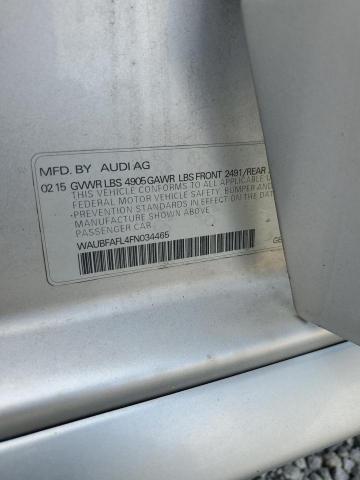 MFD. BY AUDI AG
02 15 GVWR LBS 4905 GAWR LBS FRONT 2491/REAR
THIS VEHICLE CONFORMS TO ALL APPLICABLE
FEDERAL MOTOR VEHICLE SAFETY, BUMPER AND
PREVENTION STANDARDS IN EFFECT ON THE DATE
MANUFACTURE SHOWN ABOVE.
PASSENGER CAR
WAUBFAFL4FN034465